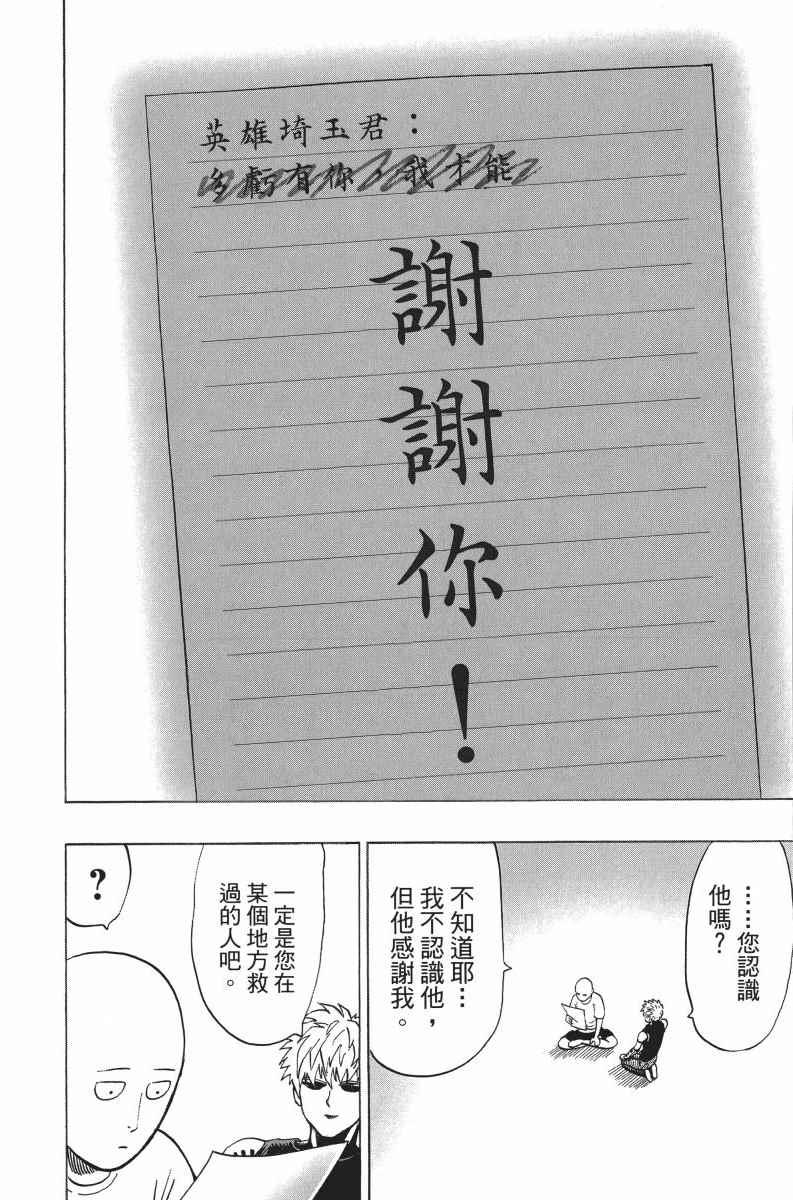 英雄埼玉君：
多虧有你，我才能
謝謝你！
……您認識
他嗎？
不知道耶…
我不認識他，
但他感謝我。
一定是您在
某個地方救
過的人吧。
？